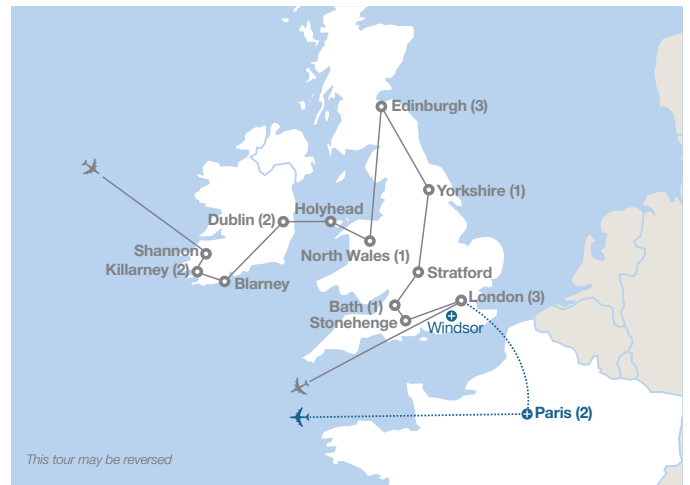 Edinburgh (3)
Yorkshire (1)
Holyhead
Dublin (2)
Shannon
North Wales (1)
Killarney (2)
Stratford
Blarney
London (3)
Bath (1)
Stonehenge
Windsor
Paris (2)
This tour may be reversed